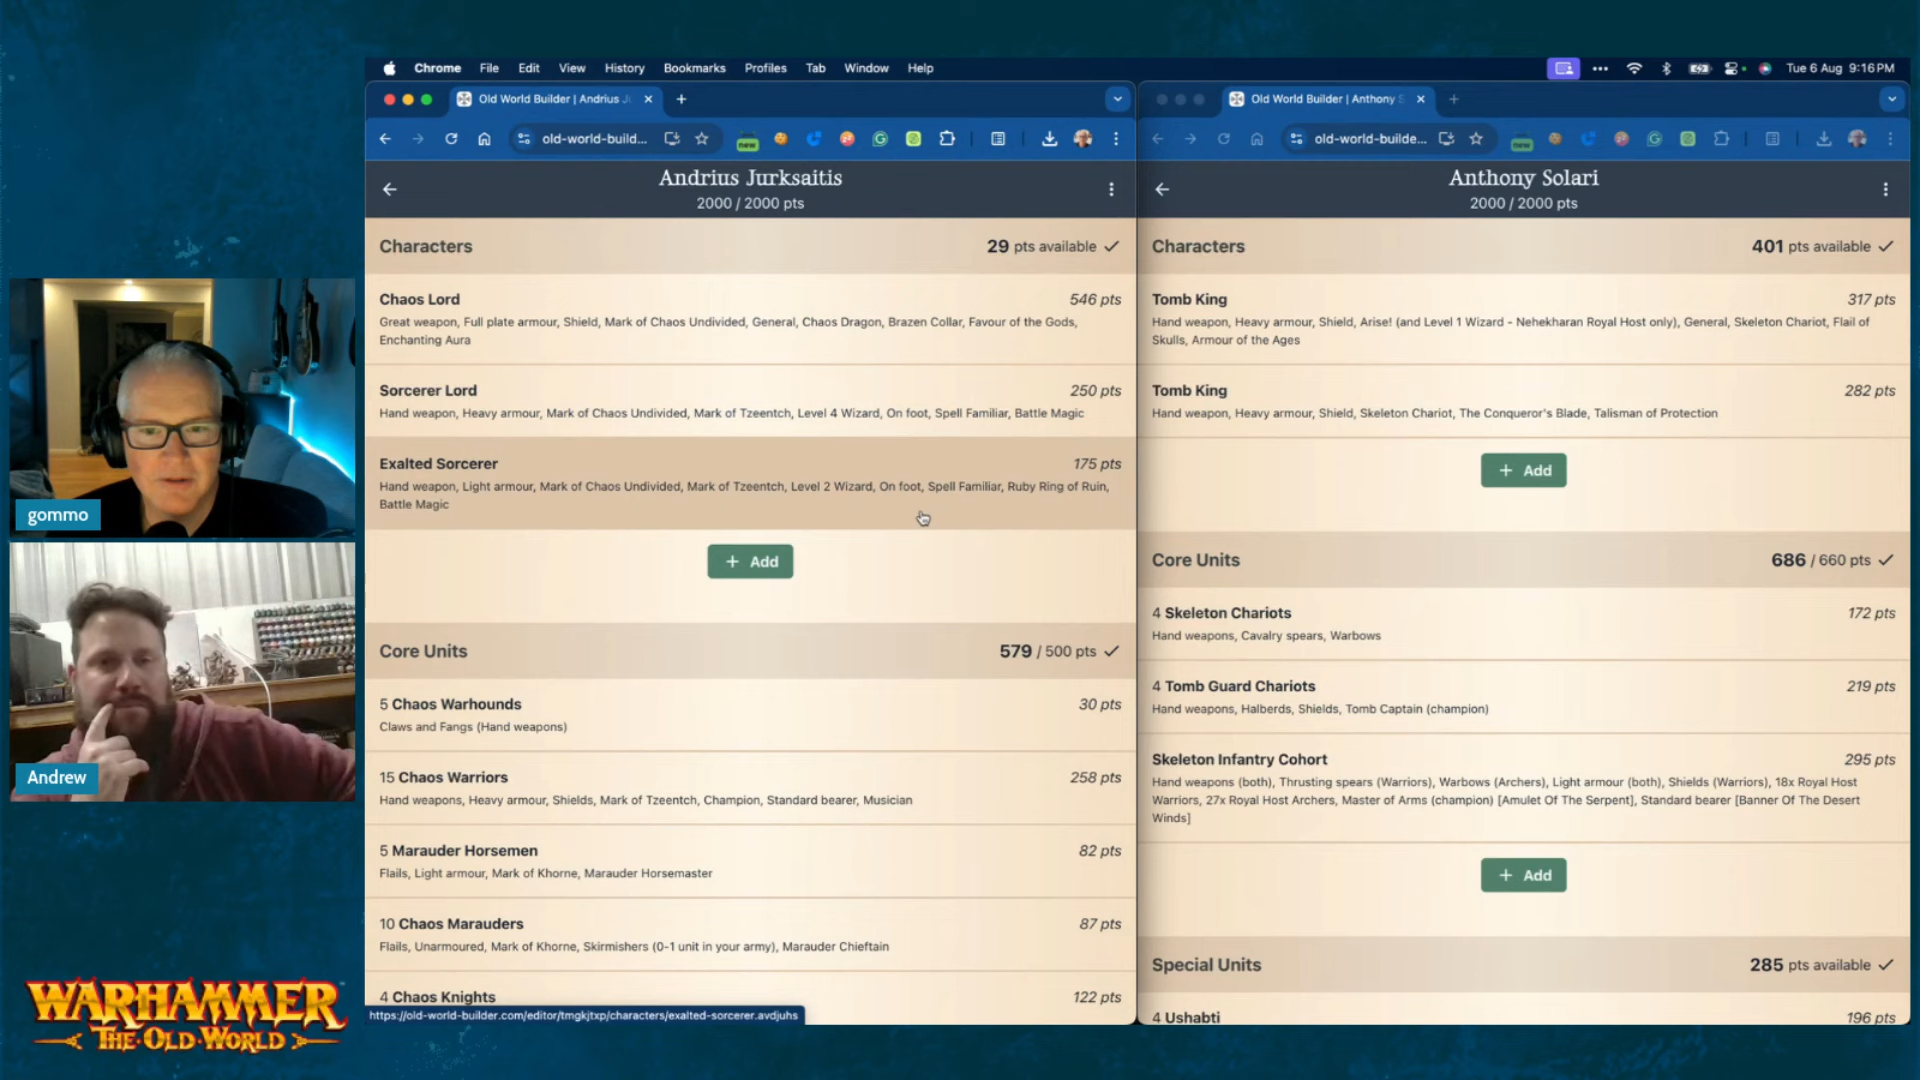 Chrome File Edit View History Bookmarks Profiles Tab Window Help
Tue 6 Aug 9:16 PM
Old World Builder | Andrius J
old-world-build...
new
Andrius Jurksaitis
2000 / 2000 pts
Characters
29 pts available
Chaos Lord
546 pts
Great weapon, Full plate armour, Shield, Mark of Chaos Undivided, General, Chaos Dragon, Brazen Collar, Favour of the Gods,
Enchanting Aura
Sorcerer Lord
250 pts
Hand weapon, Heavy armour, Mark of Chaos Undivided, Mark of Tzeentch, Level 4 Wizard, On foot, Spell Familiar, Battle Magic
Exalted Sorcerer
175 pts
Hand weapon, Light armour, Mark of Chaos Undivided, Mark of Tzeentch, Level 2 Wizard, On foot, Spell Familiar, Ruby Ring of Ruin,
Battle Magic
+ Add
Core Units
579 / 500 pts
5 Chaos Warhounds
30 pts
Claws and Fangs (Hand weapons)
15 Chaos Warriors
258 pts
Hand weapons, Heavy armour, Shields, Mark of Tzeentch, Champion, Standard bearer, Musician
5 Marauder Horsemen
82 pts
Flails, Light armour, Mark of Khorne, Marauder Horsemaster
10 Chaos Marauders
87 pts
Flails, Unarmoured, Mark of Khorne, Skirmishers (0-1 unit in your army), Marauder Chieftain
4 Chaos Knights
122 pts
https://old-world-builder.com/editor/tmgkjtxp/characters/exalted-sorcerer.avdjuhs
Old World Builder | Anthony S
old-world-builde...
new
Anthony Solari
2000 / 2000 pts
Characters
401 pts available
Tomb King
317 pts
Hand weapon, Heavy armour, Shield, Arise! (and Level 1 Wizard - Nehekharan Royal Host only), General, Skeleton Chariot, Flail of
Skulls, Armour of the Ages
Tomb King
282 pts
Hand weapon, Heavy armour, Shield, Skeleton Chariot, The Conqueror's Blade, Talisman of Protection
+ Add
Core Units
686 / 660 pts
4 Skeleton Chariots
172 pts
Hand weapons, Cavalry spears, Warbows
4 Tomb Guard Chariots
219 pts
Hand weapons, Halberds, Shields, Tomb Captain (champion)
Skeleton Infantry Cohort
295 pts
Hand weapons (both), Thrusting spears (Warriors), Warbows (Archers), Light armour (both), Shields (Warriors), 18x Royal Host
Warriors, 27x Royal Host Archers, Master of Arms (champion) [Amulet Of The Serpent], Standard bearer [Banner Of The Desert
Winds]
+ Add
Special Units
285 pts available
4 Ushabti
196 pts
gommo
Andrew
WARHAMMER
THE·OLD·WORLD